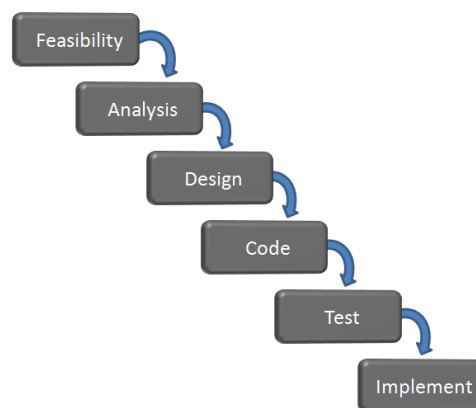 Feasibility
Analysis
Design
Code
Test
Implement